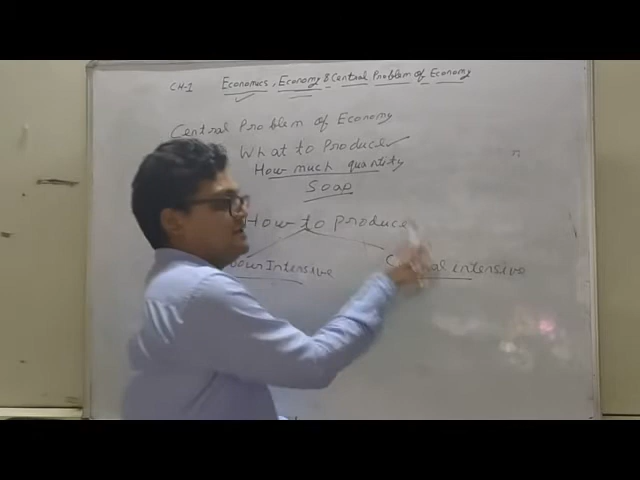 CH-1 Economics, Economy & Central Problem of Economy
Central Problem of Economy
What to Produce
How much quantity
Soap
How to produce
Intensive intensive